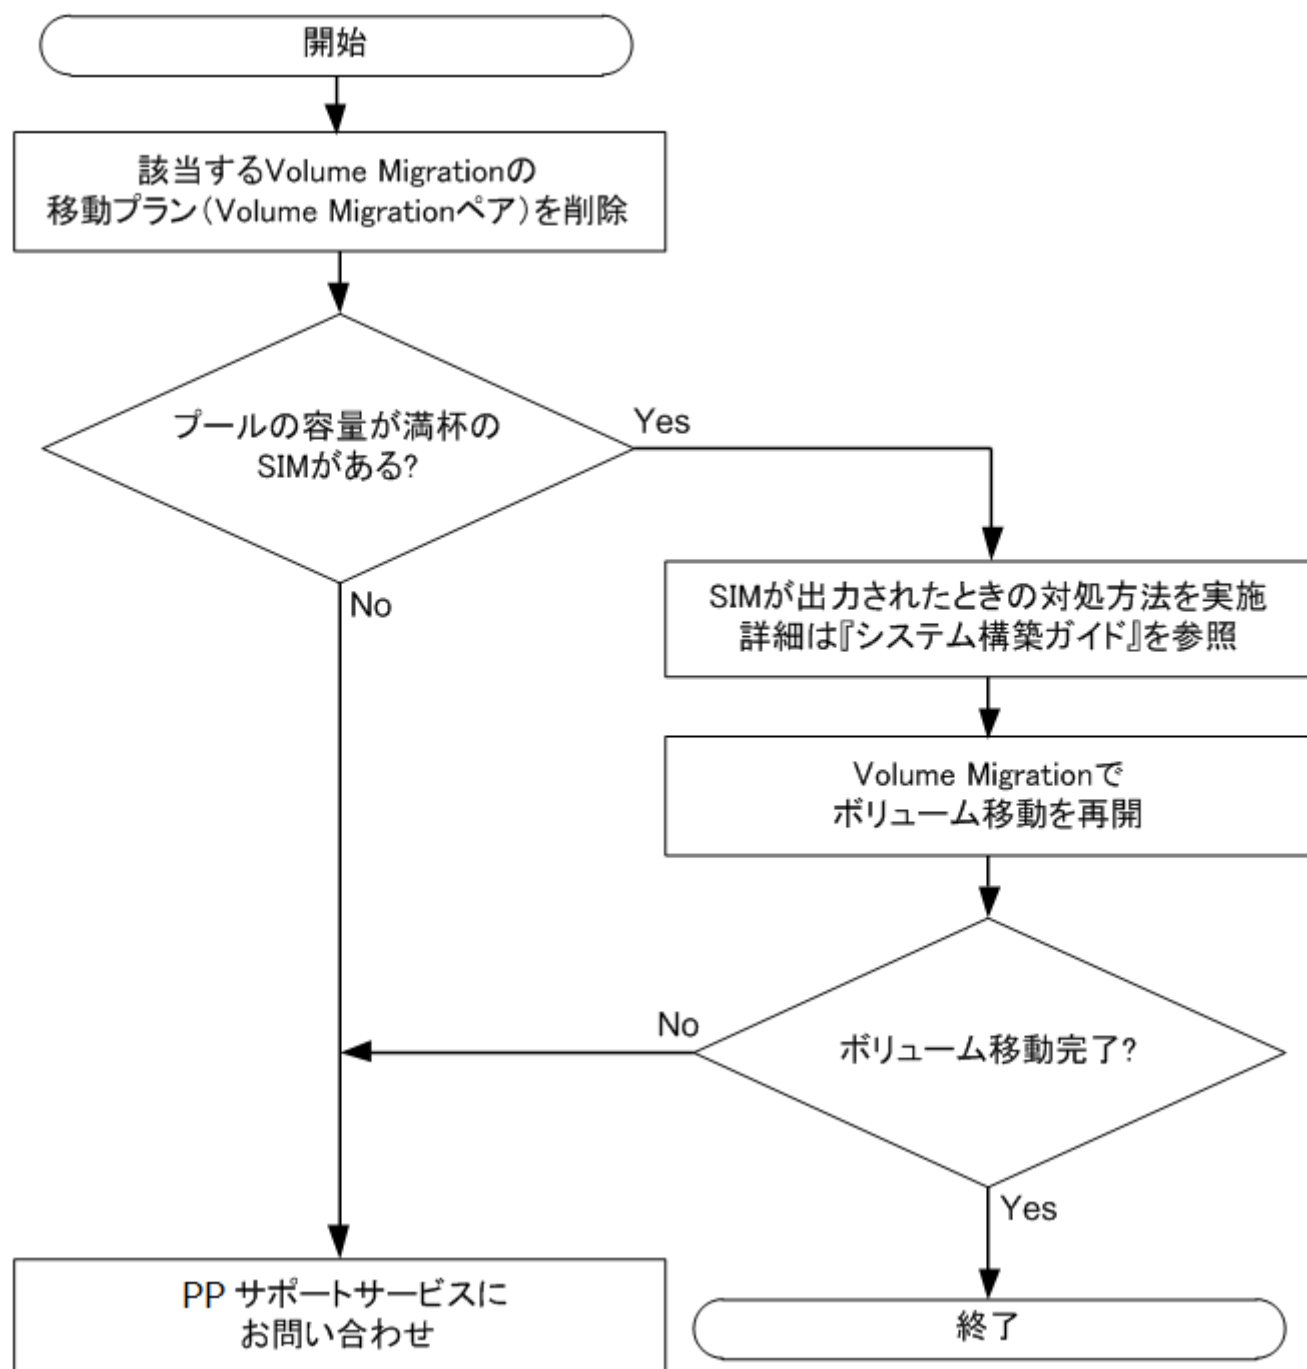 開始
該当するVolume Migrationの
移動プラン（Volume Migrationペア）を削除
プールの容量が満杯の
SIMがある?
Yes
No
SIMが出力されたときの対処方法を実施
詳細は『システム構築ガイド』を参照
Volume Migrationで
ボリューム移動を再開
No
ボリューム移動完了?
Yes
PP サポートサービスに
お問い合わせ
終了